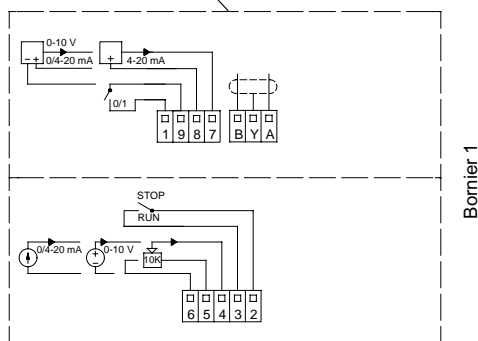 0-10 V
- + 0/4-20 mA
+ 4-20 mA
0/1
1 9 8 7
B Y A
STOP
RUN
0/4-20 mA
+ - 0-10 V
10K
6 5 4 3 2
Bornier 1